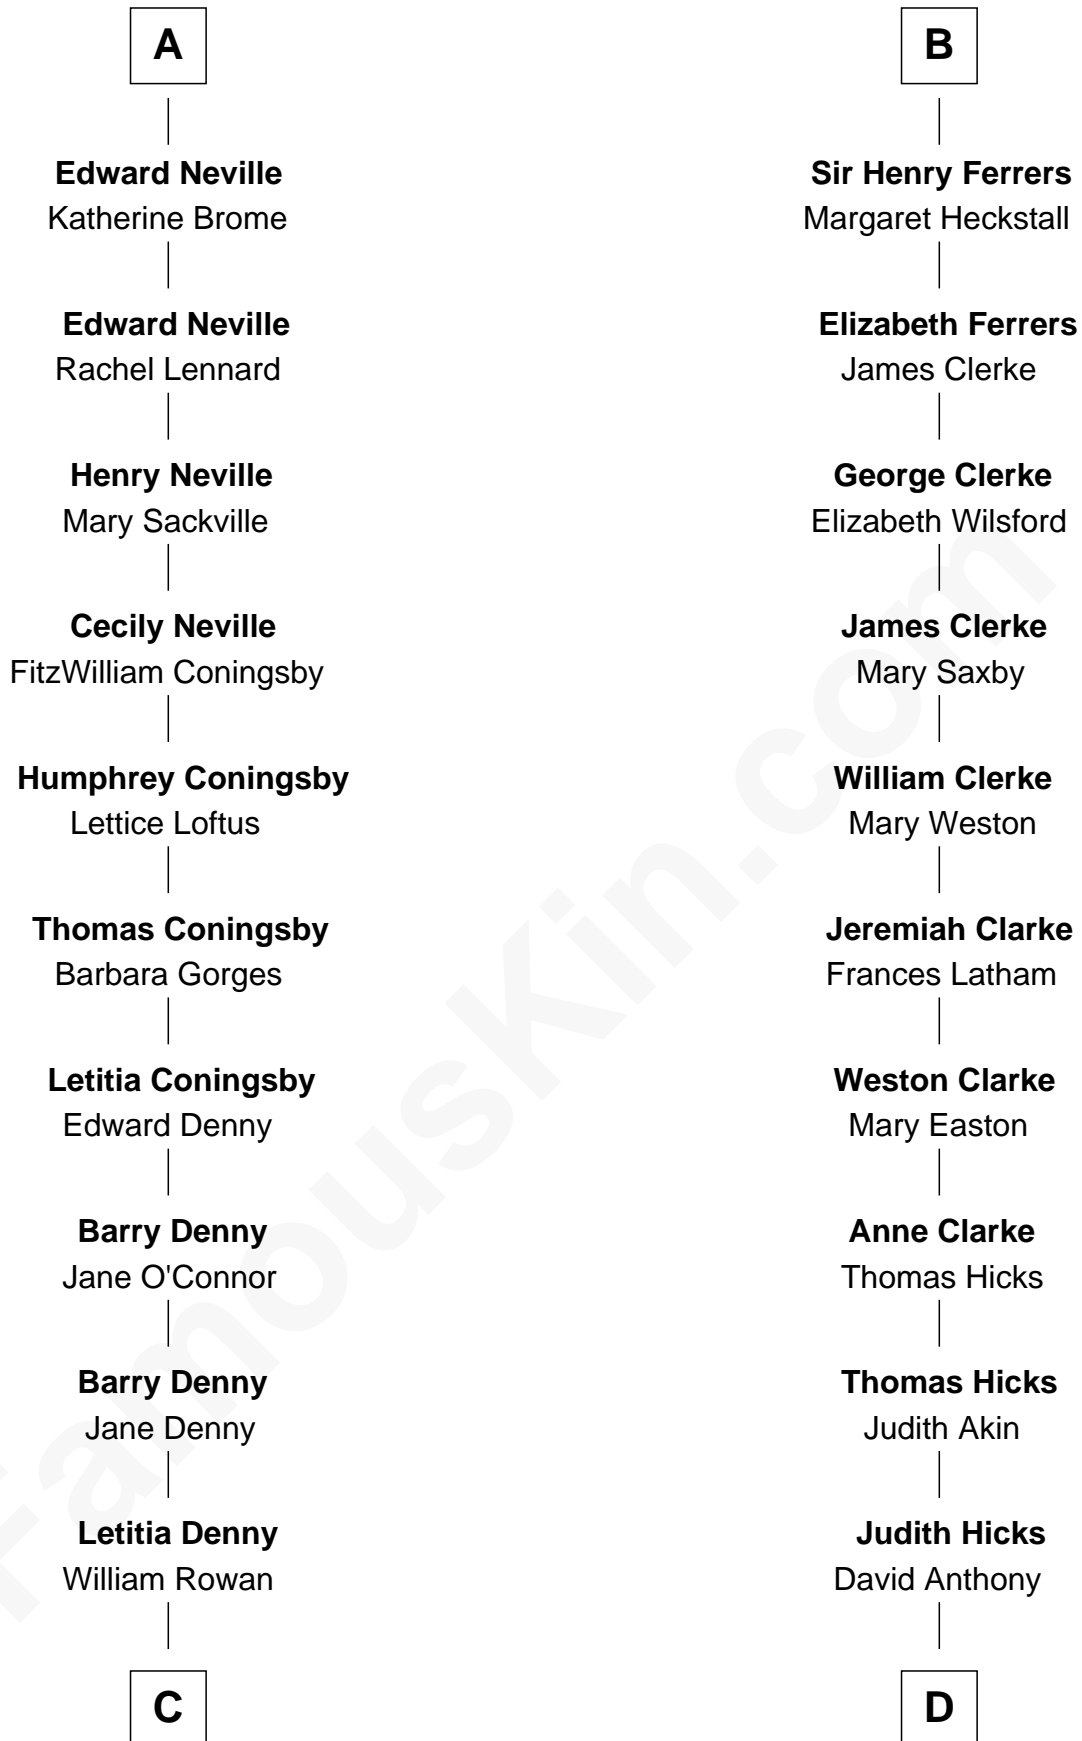 A
Edward Neville
Katherine Brome
Edward Neville
Rachel Lennard
Henry Neville
Mary Sackville
Cecily Neville
FitzWilliam Coningsby
Humphrey Coningsby
Lettice Loftus
Thomas Coningsby
Barbara Gorges
Letitia Coningsby
Edward Denny
Barry Denny
Jane O'Connor
Barry Denny
Jane Denny
Letitia Denny
William Rowan
C
B
Sir Henry Ferrers
Margaret Heckstall
Elizabeth Ferrers
James Clerke
George Clerke
Elizabeth Wilsford
James Clerke
Mary Saxby
William Clerke
Mary Weston
Jeremiah Clarke
Frances Latham
Weston Clarke
Mary Easton
Anne Clarke
Thomas Hicks
Thomas Hicks
Judith Akin
Judith Hicks
David Anthony
D
FamousKin.com